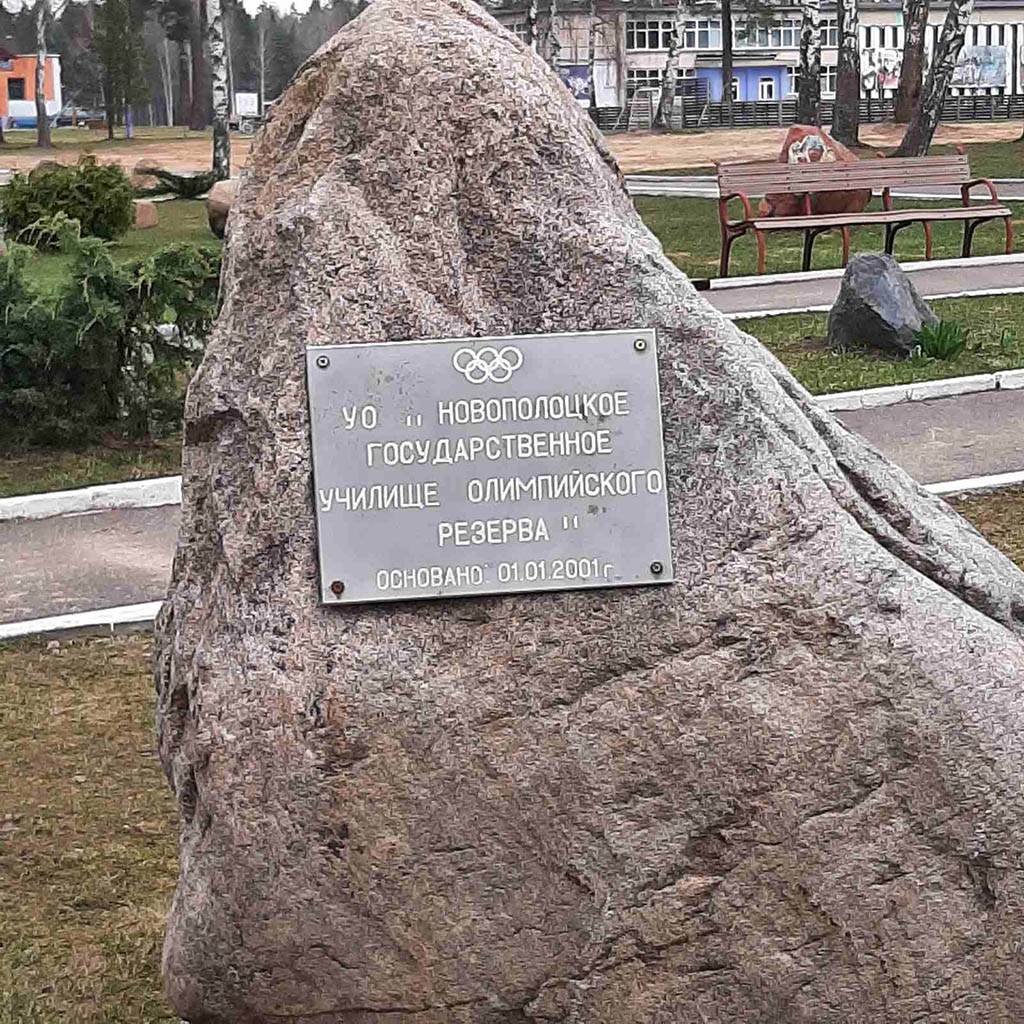 УО " НОВОПОЛОЦКОЕ
ГОСУДАРСТВЕННОЕ
УЧИЛИЩЕ ОЛИМПИЙСКОГО
РЕЗЕРВА "
ОСНОВАНО: 01.01.2001г.